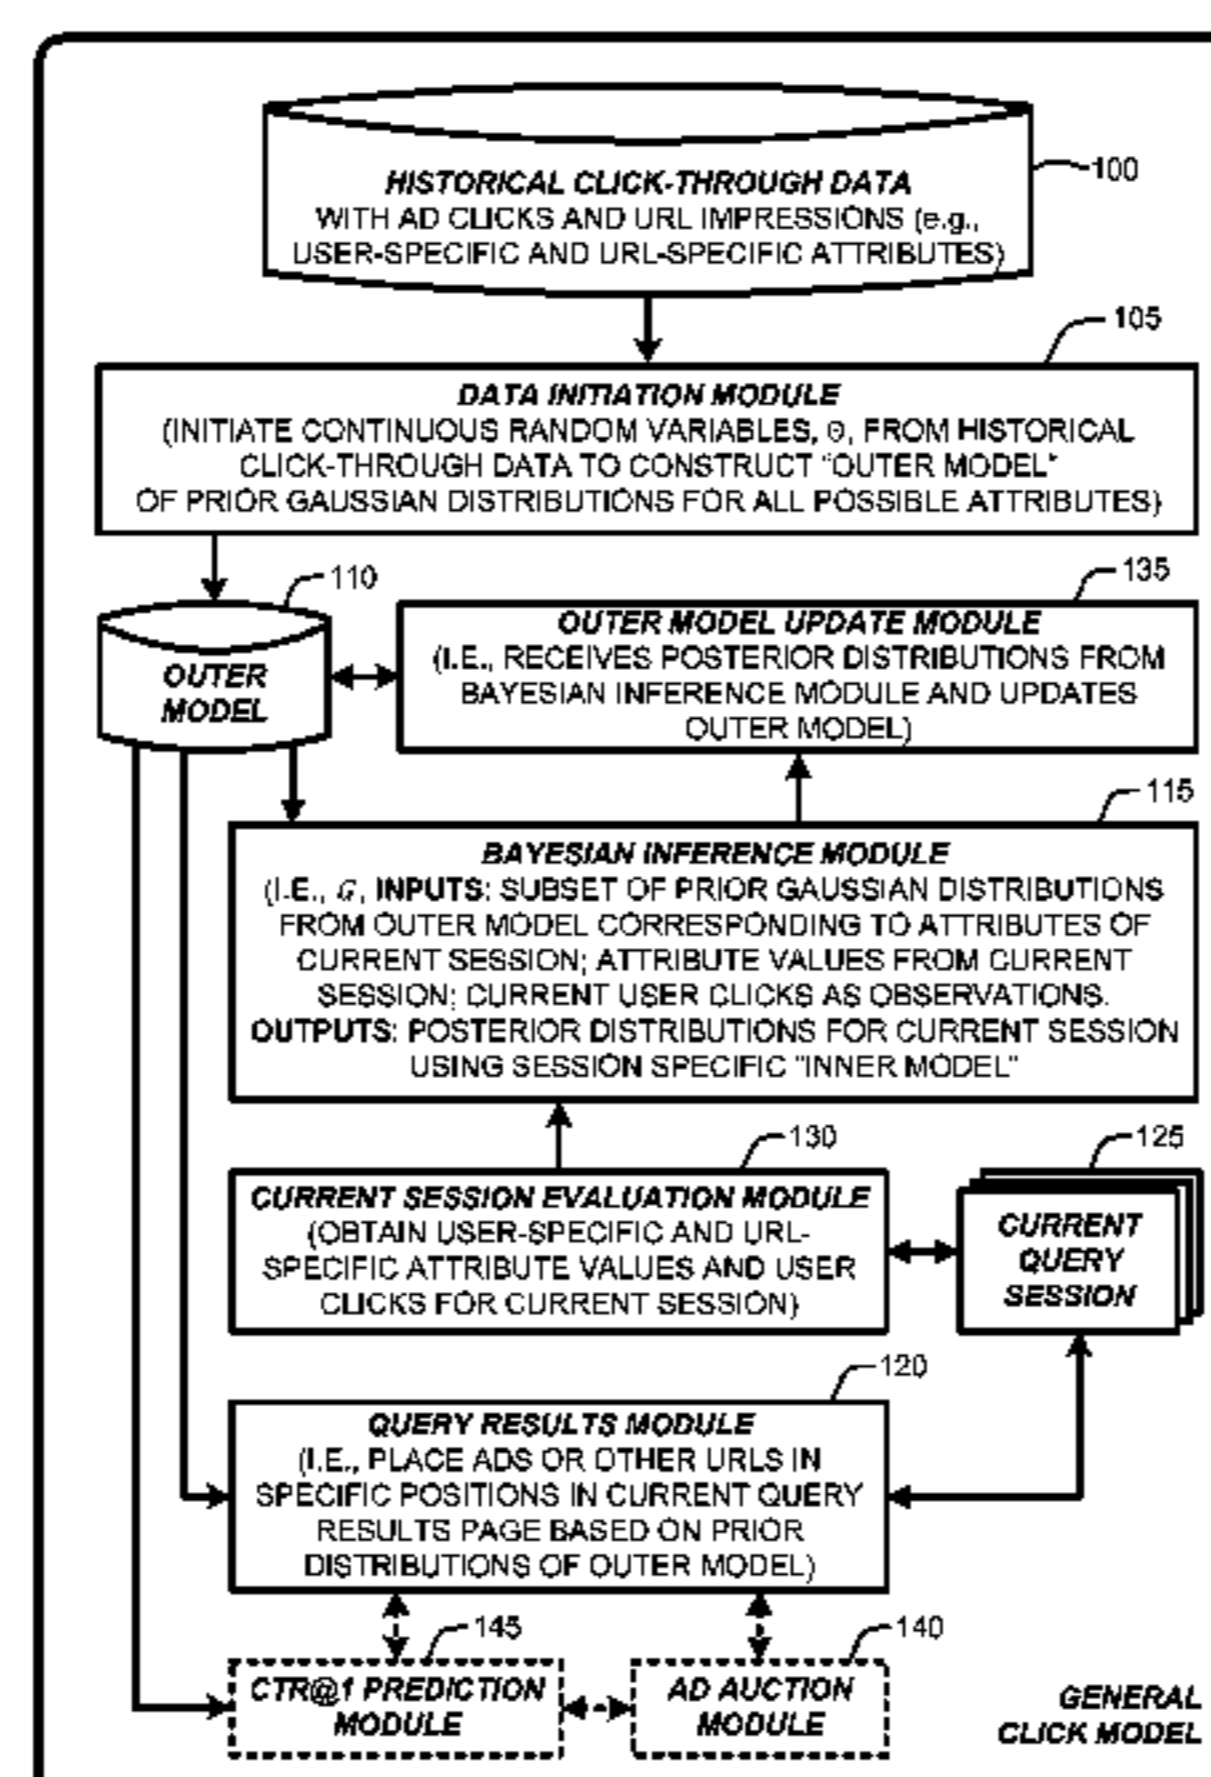 HISTORICAL CLICK-THROUGH DATA
WITH AD CLICKS AND URL IMPRESSIONS (e.g.,
USER-SPECIFIC AND URL-SPECIFIC ATTRIBUTES)
100
105
DATA INITIATION MODULE
(INITIATE CONTINUOUS RANDOM VARIABLES, Θ, FROM HISTORICAL
CLICK-THROUGH DATA TO CONSTRUCT "OUTER MODEL"
OF PRIOR GAUSSIAN DISTRIBUTIONS FOR ALL POSSIBLE ATTRIBUTES)
110
OUTER
MODEL
135
OUTER MODEL UPDATE MODULE
(I.E., RECEIVES POSTERIOR DISTRIBUTIONS FROM
BAYESIAN INFERENCE MODULE AND UPDATES
OUTER MODEL)
115
BAYESIAN INFERENCE MODULE
(I.E., G, INPUTS: SUBSET OF PRIOR GAUSSIAN DISTRIBUTIONS
FROM OUTER MODEL CORRESPONDING TO ATTRIBUTES OF
CURRENT SESSION; ATTRIBUTE VALUES FROM CURRENT
SESSION; CURRENT USER CLICKS AS OBSERVATIONS.
OUTPUTS: POSTERIOR DISTRIBUTIONS FOR CURRENT SESSION
USING SESSION SPECIFIC "INNER MODEL"
130
CURRENT SESSION EVALUATION MODULE
(OBTAIN USER-SPECIFIC AND URL-
SPECIFIC ATTRIBUTE VALUES AND USER
CLICKS FOR CURRENT SESSION)
125
CURRENT
QUERY
SESSION
120
QUERY RESULTS MODULE
(I.E., PLACE ADS OR OTHER URLS IN
SPECIFIC POSITIONS IN CURRENT QUERY
RESULTS PAGE BASED ON PRIOR
DISTRIBUTIONS OF OUTER MODEL)
145
CTR@1 PREDICTION
MODULE
140
AD AUCTION
MODULE
GENERAL
CLICK MODEL